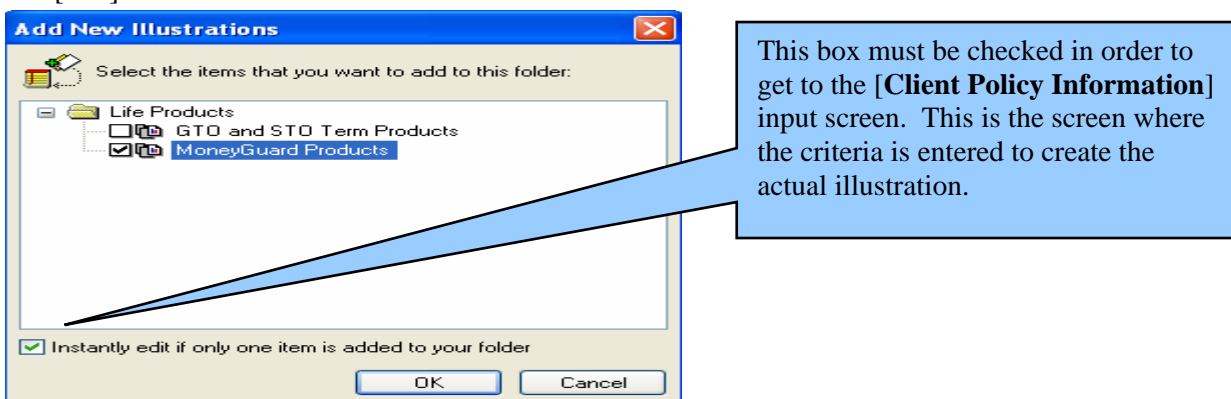 Add New Illustrations
Select the items that you want to add to this folder:
Life Products
GTO and STO Term Products
MoneyGuard Products
Instantly edit if only one item is added to your folder
OK Cancel
This box must be checked in order to
get to the [Client Policy Information]
input screen. This is the screen where
the criteria is entered to create the
actual illustration.